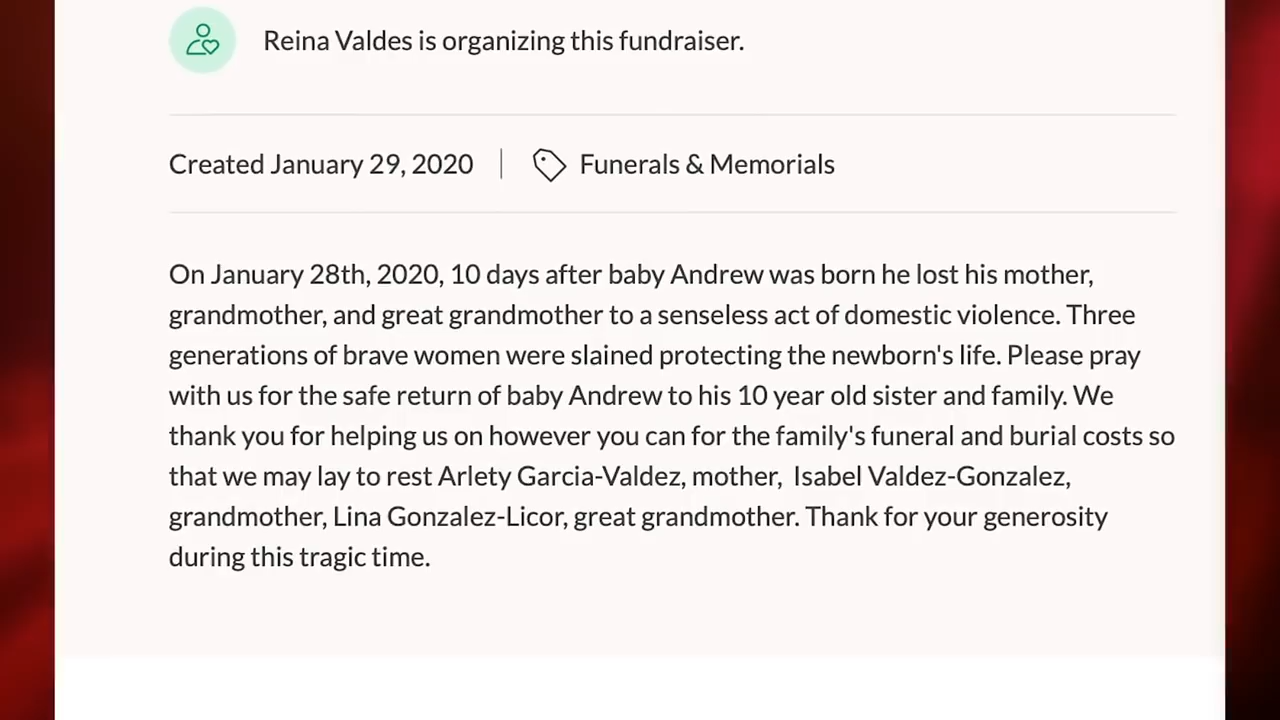 Reina Valdes is organizing this fundraiser.
Created January 29, 2020 | Funerals & Memorials
On January 28th, 2020, 10 days after baby Andrew was born he lost his mother,
grandmother, and great grandmother to a senseless act of domestic violence. Three
generations of brave women were slained protecting the newborn's life. Please pray
with us for the safe return of baby Andrew to his 10 year old sister and family. We
thank you for helping us on however you can for the family's funeral and burial costs so
that we may lay to rest Arlety Garcia-Valdez, mother,  Isabel Valdez-Gonzalez,
grandmother, Lina Gonzalez-Licor, great grandmother. Thank for your generosity
during this tragic time.